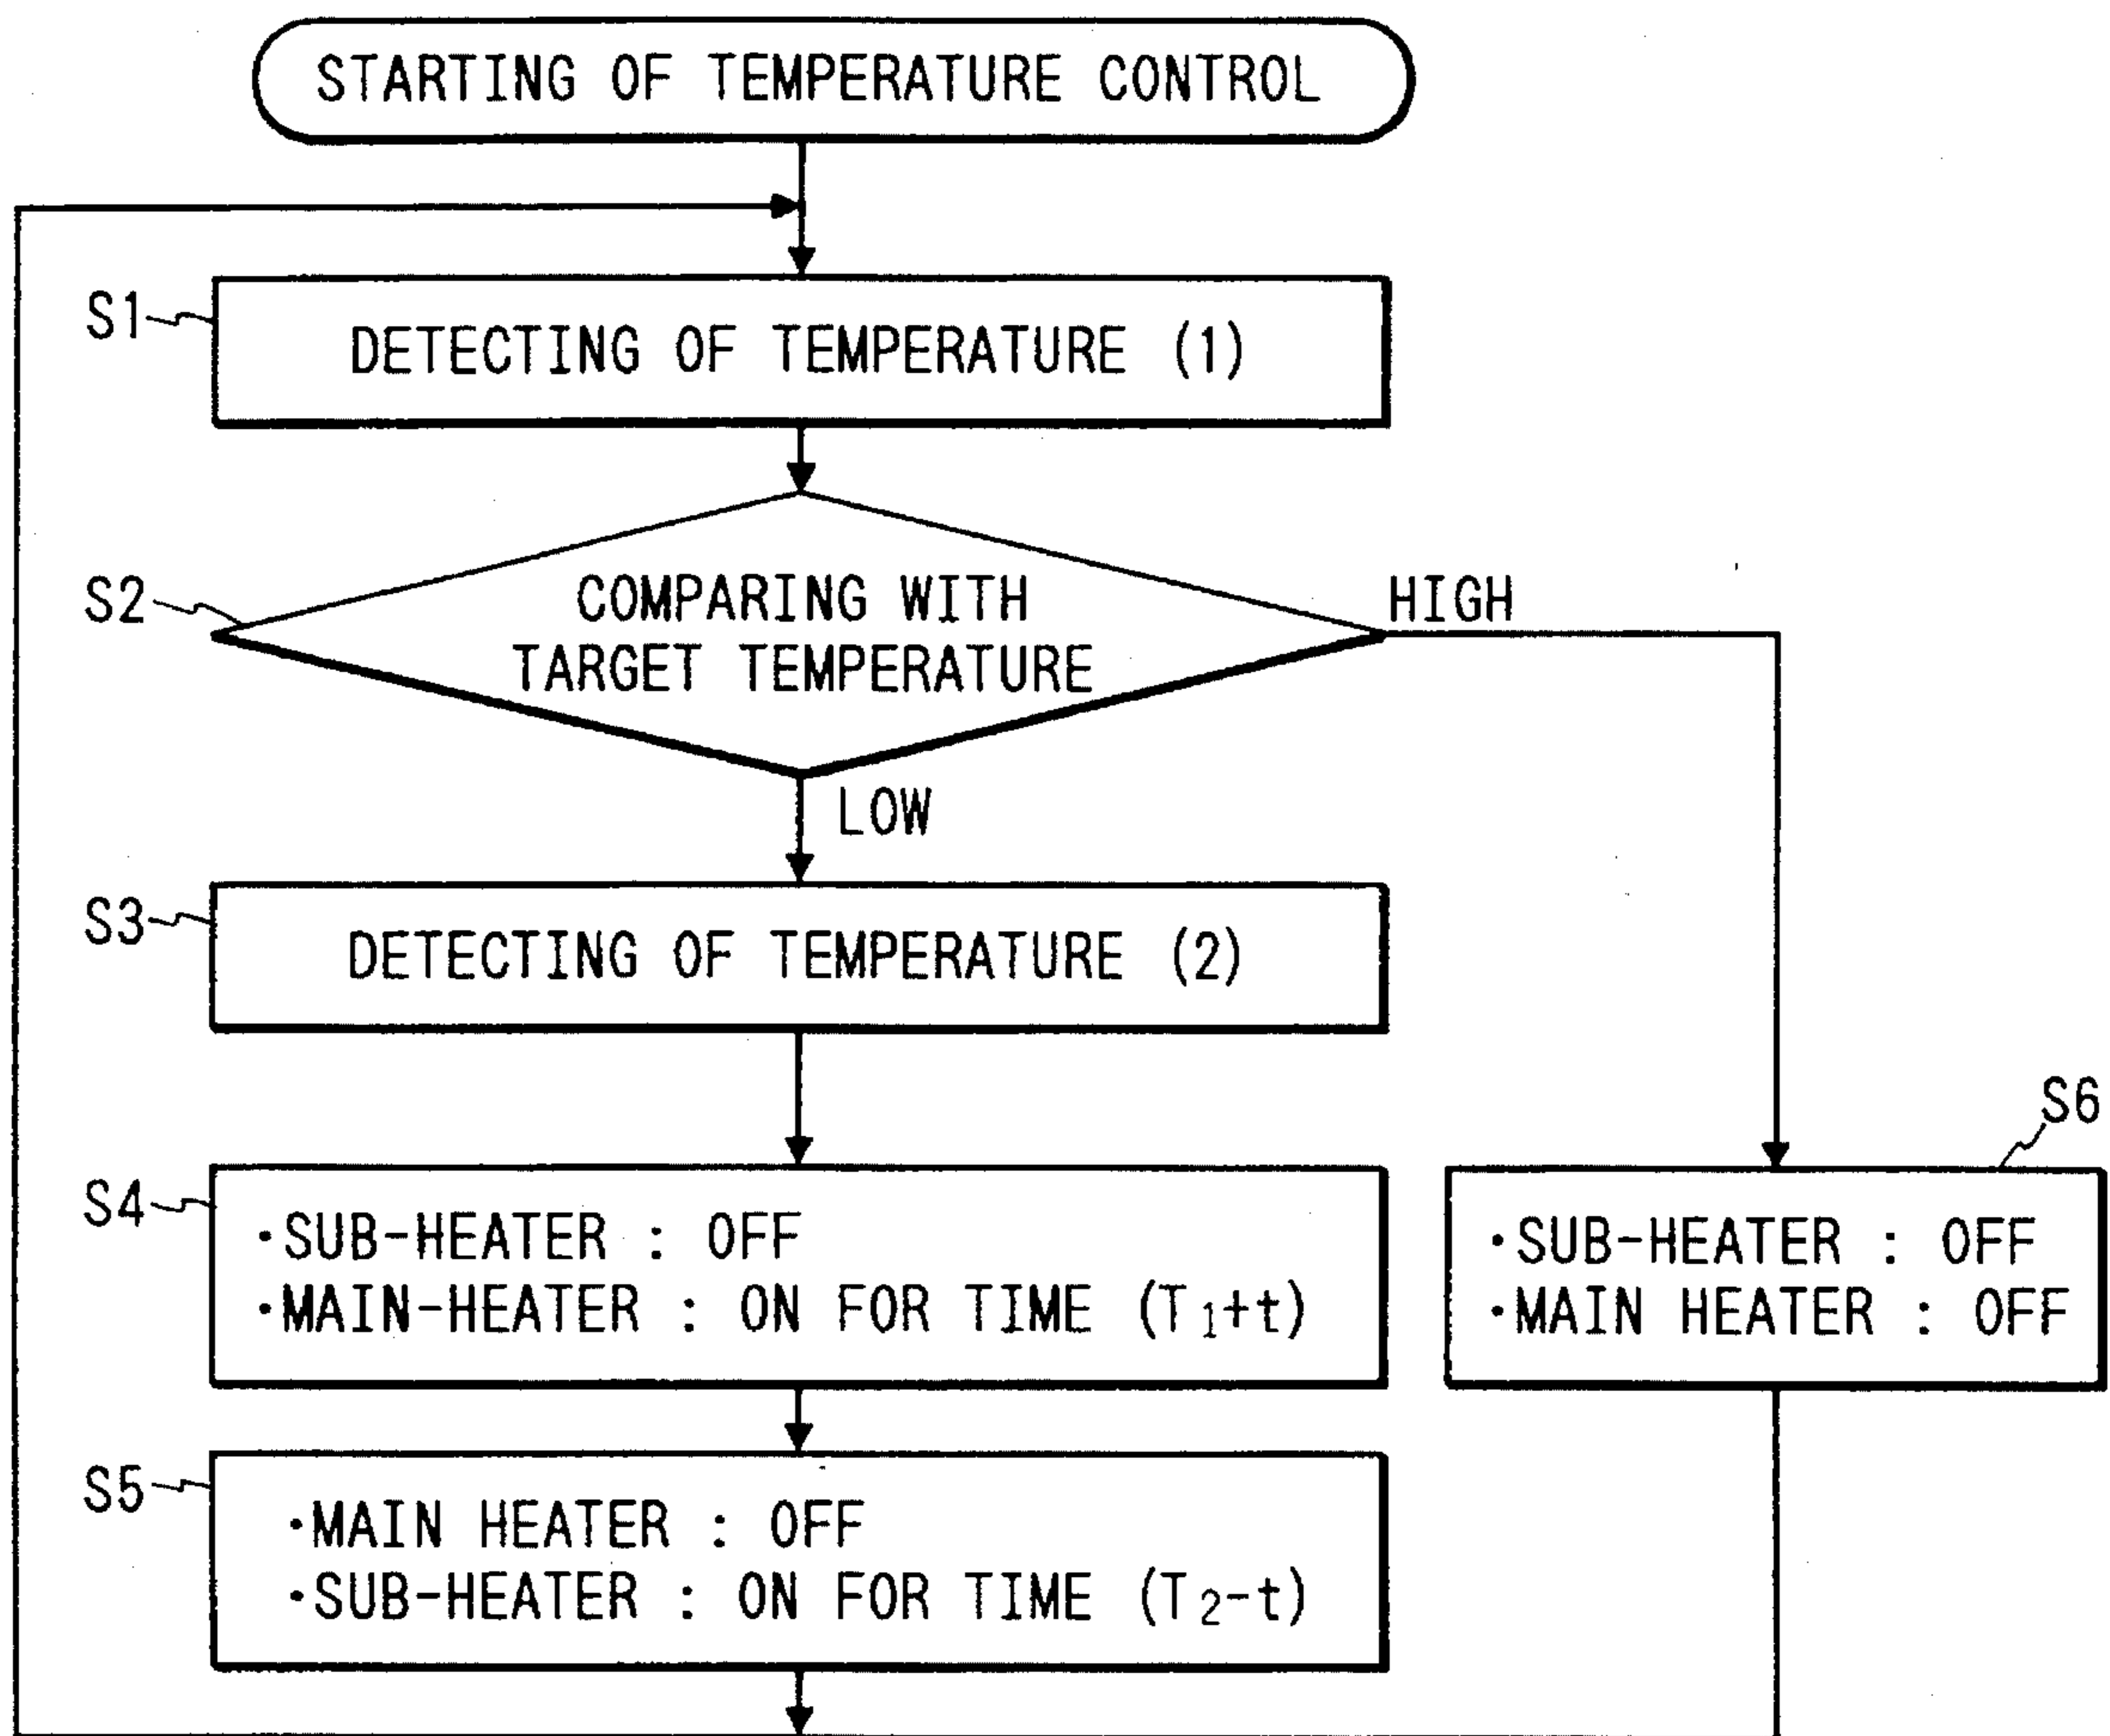 STARTING OF TEMPERATURE CONTROL
S1
DETECTING OF TEMPERATURE (1)
S2
COMPARING WITH
TARGET TEMPERATURE
HIGH
LOW
S3
DETECTING OF TEMPERATURE (2)
S4
·SUB-HEATER : OFF
·MAIN-HEATER : ON FOR TIME (T₁+t)
S6
·SUB-HEATER : OFF
·MAIN HEATER : OFF
S5
·MAIN HEATER : OFF
·SUB-HEATER : ON FOR TIME (T₂-t)